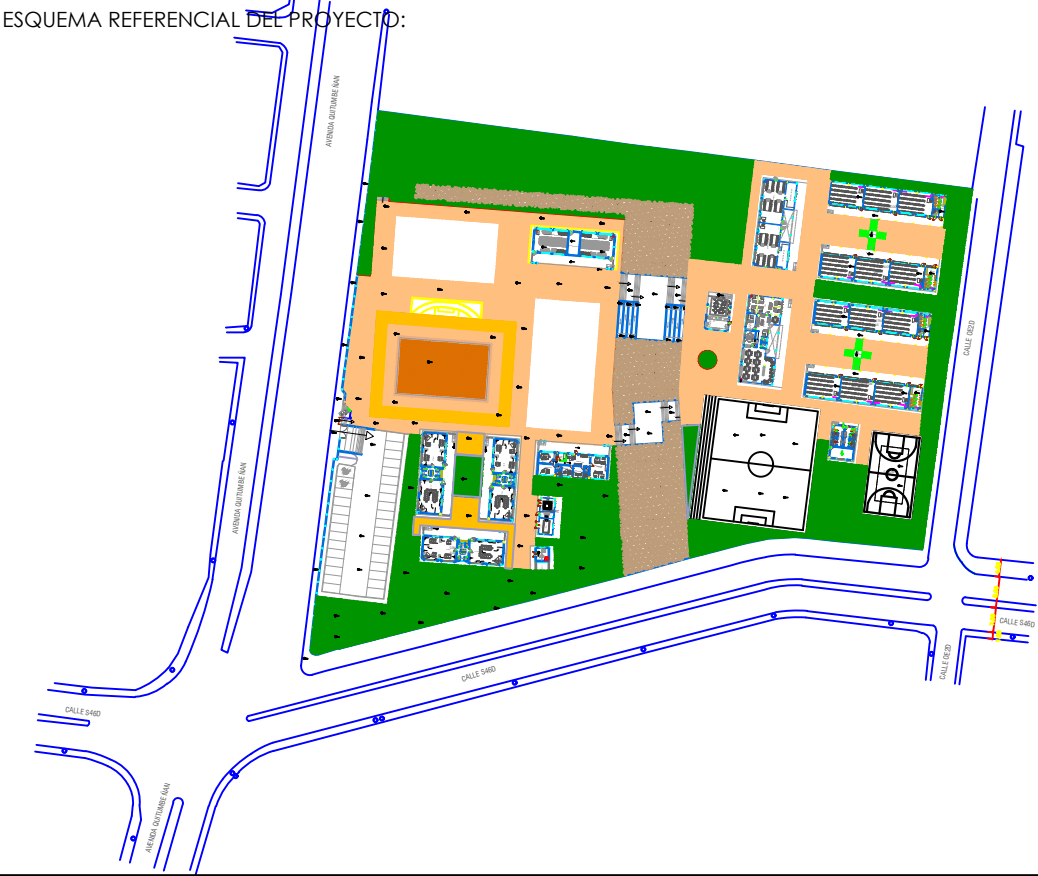 ESQUEMA REFERENCIAL DEL PROYECTO:
AVENIDA QUITUMBE ÑAN
CALLE OE2D
AVENIDA QUITUMBE ÑAN
CALLE S46D
CALLE S46D
CALLE OE2D
CALLE S46D
AVENIDA QUITUMBE ÑAN